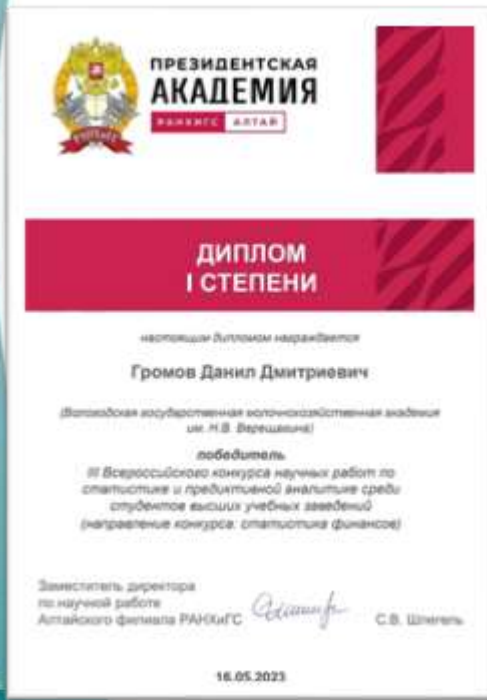 ПРЕЗИДЕНТСКАЯ
АКАДЕМИЯ
РАНХИГС АЛТАЙ
РАНХиГС
ДИПЛОМ
I СТЕПЕНИ
настоящим дипломом награждается
Громов Данил Дмитриевич
(Вологодская государственная молочнохозяйственная академия
им. Н.В. Верещагина)
победитель
III Всероссийского конкурса научных работ по
статистике и предиктивной аналитике среди
студентов высших учебных заведений
(направление конкурса: статистика финансов)
Заместитель директора
по научной работе
Алтайского филиала РАНХиГС
С.В. Шпегель
16.05.2023